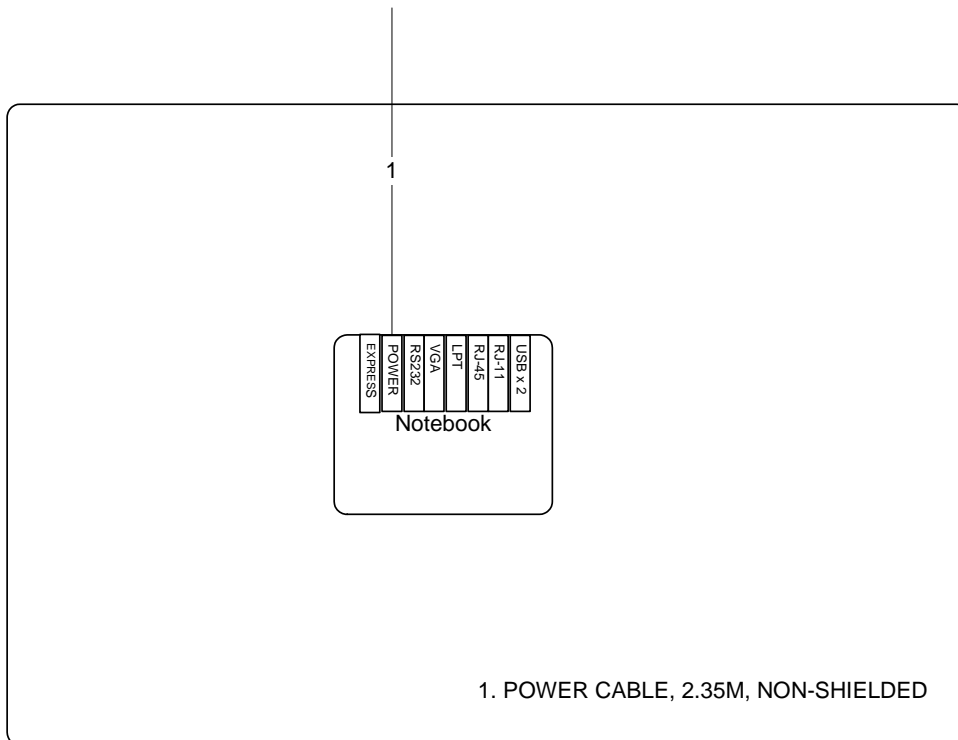 1
EXPRESS
POWER
RS232
VGA
LPT
RJ-45
RJ-11
USB x 2
Notebook
1. POWER CABLE, 2.35M, NON-SHIELDED